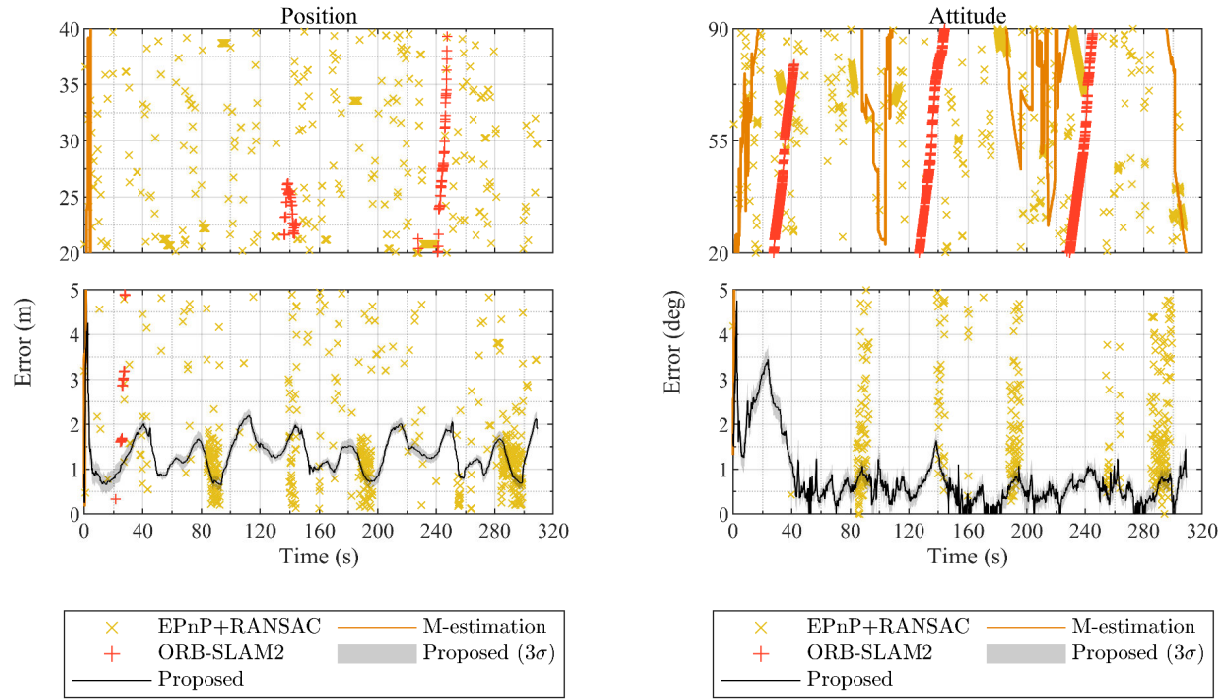 Position
40
35
30
25
20
5
4
3
2
1
0
Error (m)
0 40 80 120 160 200 240 280 320
Time (s)
× EPnP+RANSAC
M-estimation
+ ORB-SLAM2
Proposed (3σ)
Proposed
Attitude
90
55
20
5
4
3
2
1
0
Error (deg)
0 40 80 120 160 200 240 280 320
Time (s)
× EPnP+RANSAC
M-estimation
+ ORB-SLAM2
Proposed (3σ)
Proposed